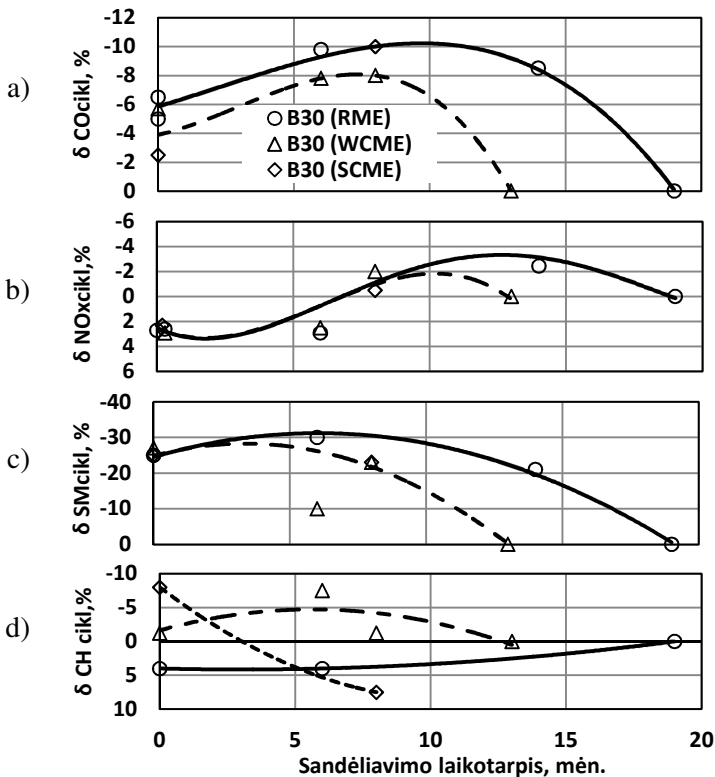 a)
δ COcikl, %
-12
-10
-8
-6
-4
-2
0
B30 (RME)
B30 (WCME)
B30 (SCME)
b)
δ NOxcikl,%
-6
-4
-2
0
2
4
6
c)
δ SMcikl, %
-40
-30
-20
-10
0
d)
δ CH cikl,%
-10
-5
0
5
10
0 5 10 15 20
Sandėliavimo laikotarpis, mėn.